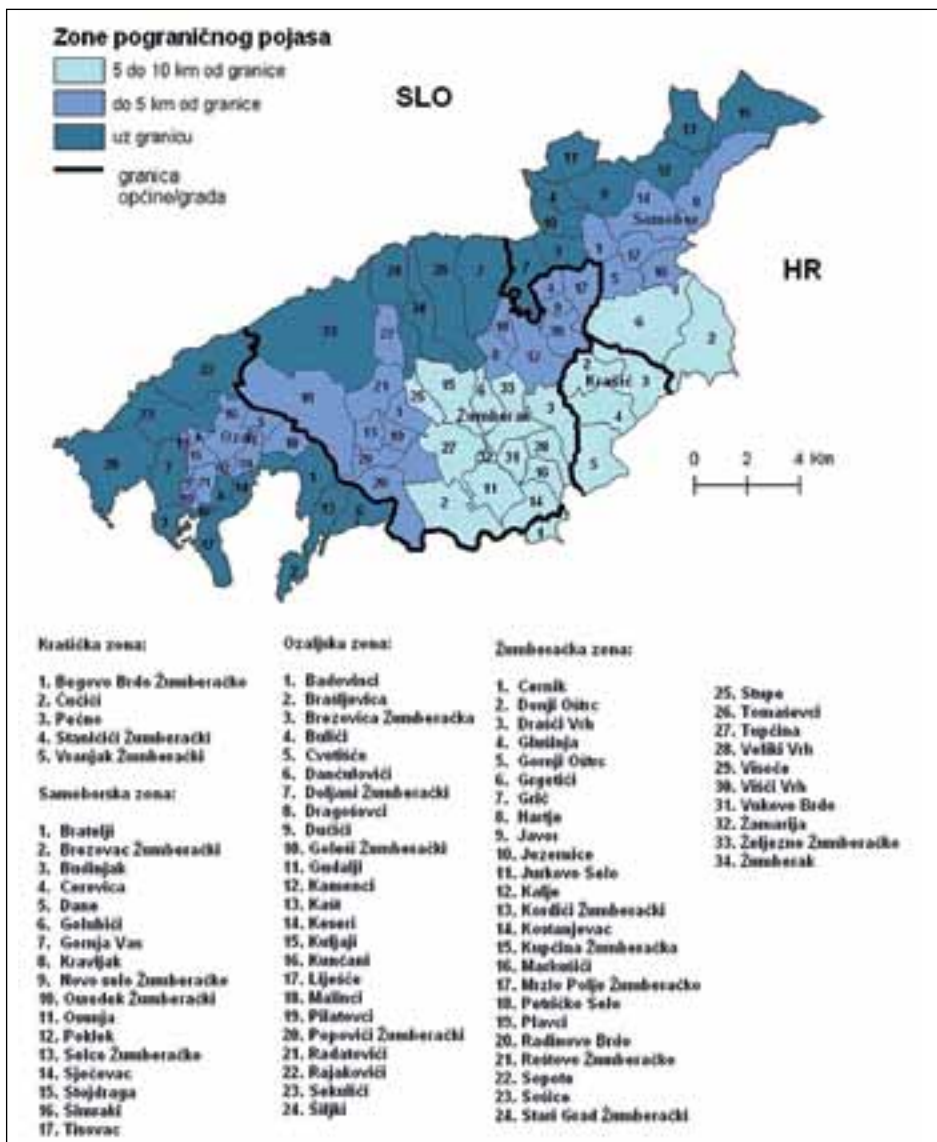 Zone pograničnog pojasa
5 do 10 km od granice
do 5 km od granice
uz granicu
granica
općine/grada
SLO
HR
Samobor
Krašić
Žumberak
Ozalj
0 2 4 Km
Krašićka zona:
1. Begovo Brdo Žumberačko
2. Čučići
3. Pečno
4. Staničići Žumberački
5. Vranjak Žumberački
Samoborska zona:
1. Bratelji
2. Brezovac Žumberački
3. Budinjak
4. Cerovica
5. Dane
6. Golubići
7. Gornja Vas
8. Kravljak
9. Novo selo Žumberačko
10. Osredek Žumberački
11. Osunja
12. Poklek
13. Selce Žumberačko
14. Sječevac
15. Stojdraga
16. Šimraki
17. Tisovac
Ozaljska zona:
1. Badovinci
2. Brašljevica
3. Brezovica Žumberačka
4. Bulići
5. Cvetišće
6. Dančulovići
7. Doljani Žumberački
8. Dragoševci
9. Dučići
10. Goleši Žumberački
11. Gudalji
12. Kamenci
13. Kašt
14. Keseri
15. Kuljaji
16. Kunčani
17. Liješće
18. Malinci
19. Pilatovci
20. Popovići Žumberački
21. Radatovići
22. Rajakovići
23. Sekulići
24. Šiljki
Žumberačka zona:
1. Cernik
2. Donji Oštrc
3. Drašći Vrh
4. Glušinja
5. Gornji Oštrc
6. Grgetići
7. Grič
8. Hartje
9. Javor
10. Jezernice
11. Jurkovo Selo
12. Kalje
13. Kordići Žumberački
14. Kostanjevac
15. Kupčina Žumberačka
16. Markušići
17. Mrzlo Polje Žumberačko
18. Petričko Selo
19. Plavci
20. Radinovo Brdo
21. Reštovo Žumberačko
22. Sopote
23. Sošice
24. Stari Grad Žumberački
25. Stupe
26. Tomaševci
27. Tupčina
28. Veliki Vrh
29. Visoče
30. Višći Vrh
31. Vukovo Brdo
32. Žamarija
33. Željezno Žumberačko
34. Žumberak